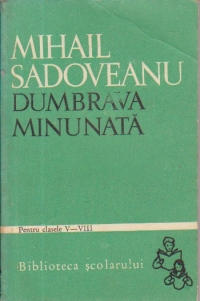 MIHAIL
SADOVEANU
DUMBRAVA
MINUNATĂ
Pentru clasele V—VIII
Biblioteca școlarului